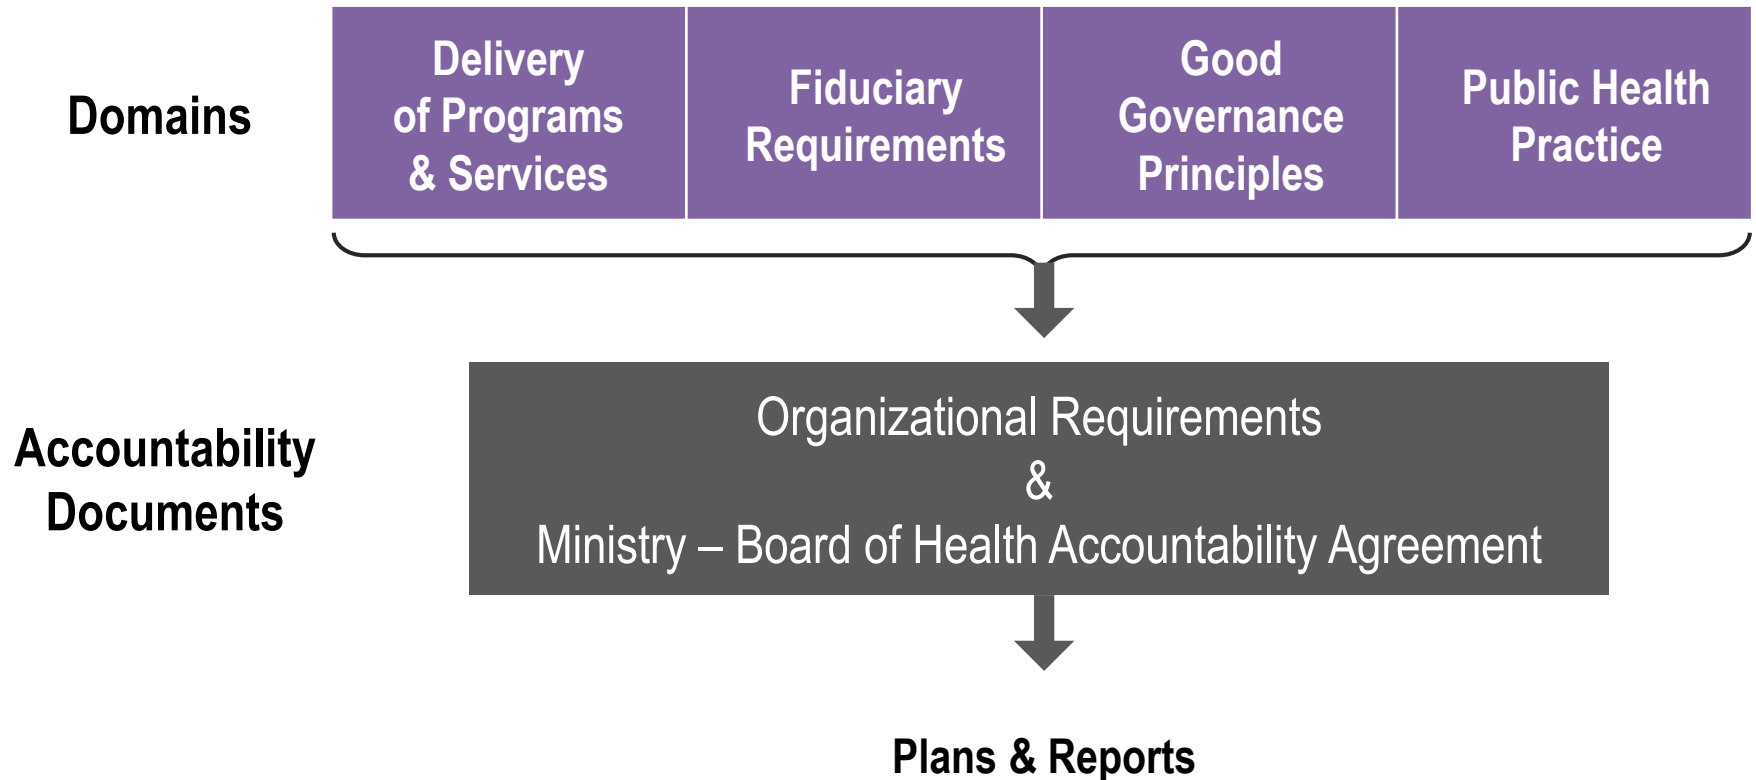 Domains
Delivery
of Programs
& Services
Fiduciary
Requirements
Good
Governance
Principles
Public Health
Practice
Accountability
Documents
Organizational Requirements
&
Ministry – Board of Health Accountability Agreement
Plans & Reports